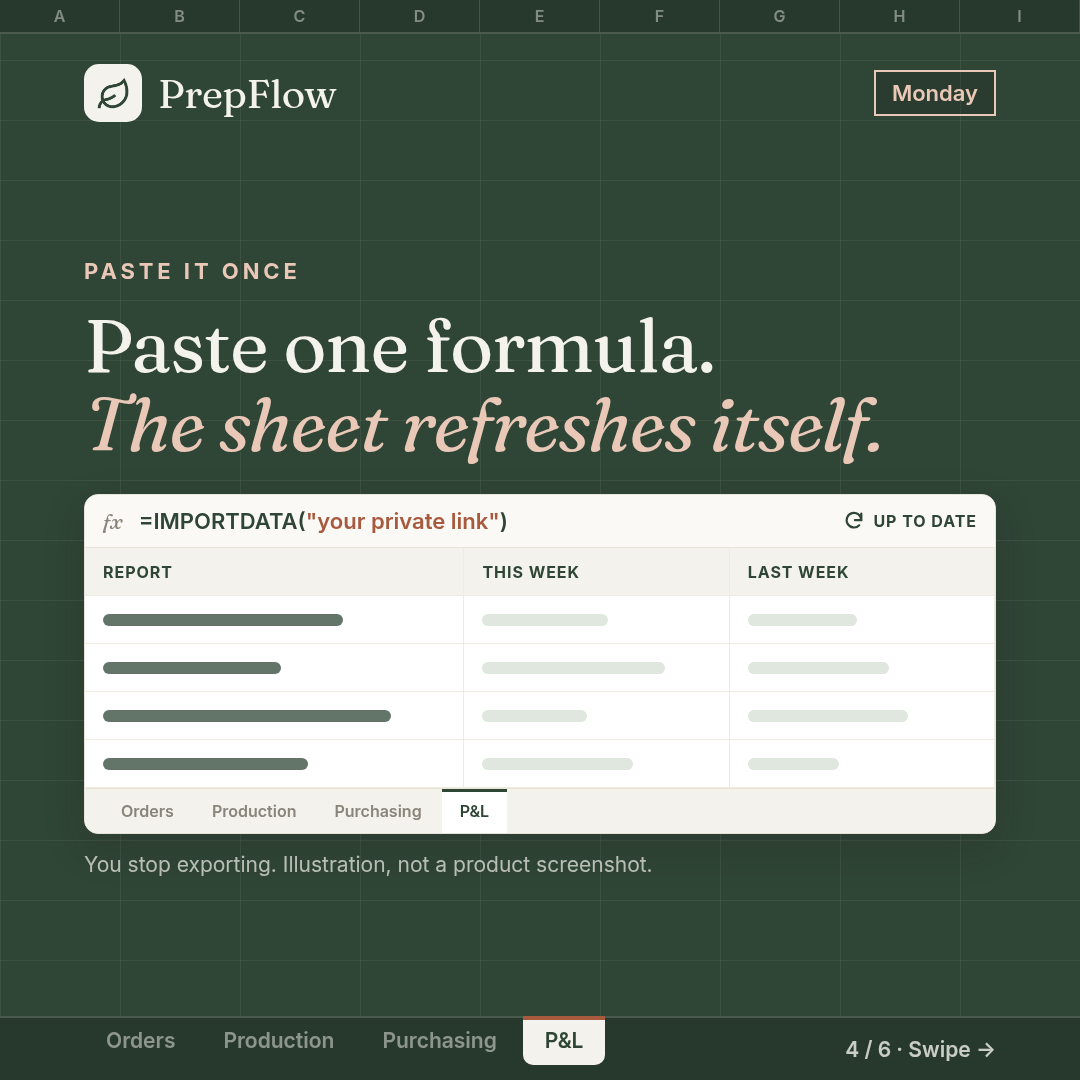 A B C D E F G H I
PrepFlow
Monday
PASTE IT ONCE
Paste one formula.
The sheet refreshes itself.
fx =IMPORTDATA("your private link") UP TO DATE
REPORT THIS WEEK LAST WEEK
Orders Production Purchasing P&L
You stop exporting. Illustration, not a product screenshot.
Orders Production Purchasing P&L
4 / 6 · Swipe →